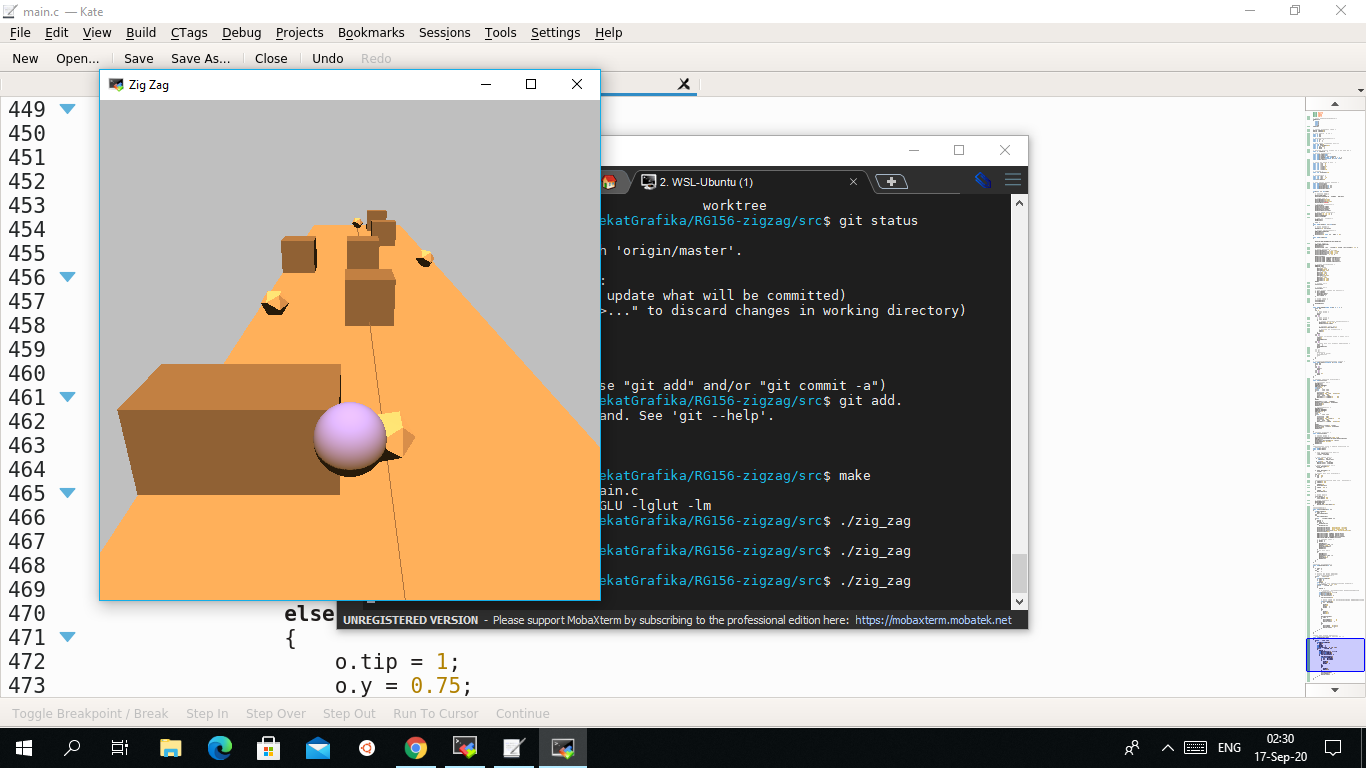 main.c — Kate
File Edit View Build CTags Debug Projects Bookmarks Sessions Tools Settings Help
New Open... Save Save As... Close Undo Redo
Zig Zag
2. WSL-Ubuntu (1)
449
450
451
452
453
454
455
456
457
458
459
460
461
462
463
464
465
466
467
468
469
470 else
471 {
472 o.tip = 1;
473 o.y = 0.75;
worktree
ekatGrafika/RG156-zigzag/src$ git status
n 'origin/master'.
:
update what will be committed)
>..." to discard changes in working directory)
se "git add" and/or "git commit -a")
ekatGrafika/RG156-zigzag/src$ git add.
and. See 'git --help'.
ekatGrafika/RG156-zigzag/src$ make
ain.c
GLU -lglut -lm
ekatGrafika/RG156-zigzag/src$ ./zig_zag
ekatGrafika/RG156-zigzag/src$ ./zig_zag
ekatGrafika/RG156-zigzag/src$ ./zig_zag
UNREGISTERED VERSION - Please support MobaXterm by subscribing to the professional edition here: https://mobaxterm.mobatek.net
Toggle Breakpoint / Break Step In Step Over Step Out Run To Cursor Continue
ENG
02:30
17-Sep-20